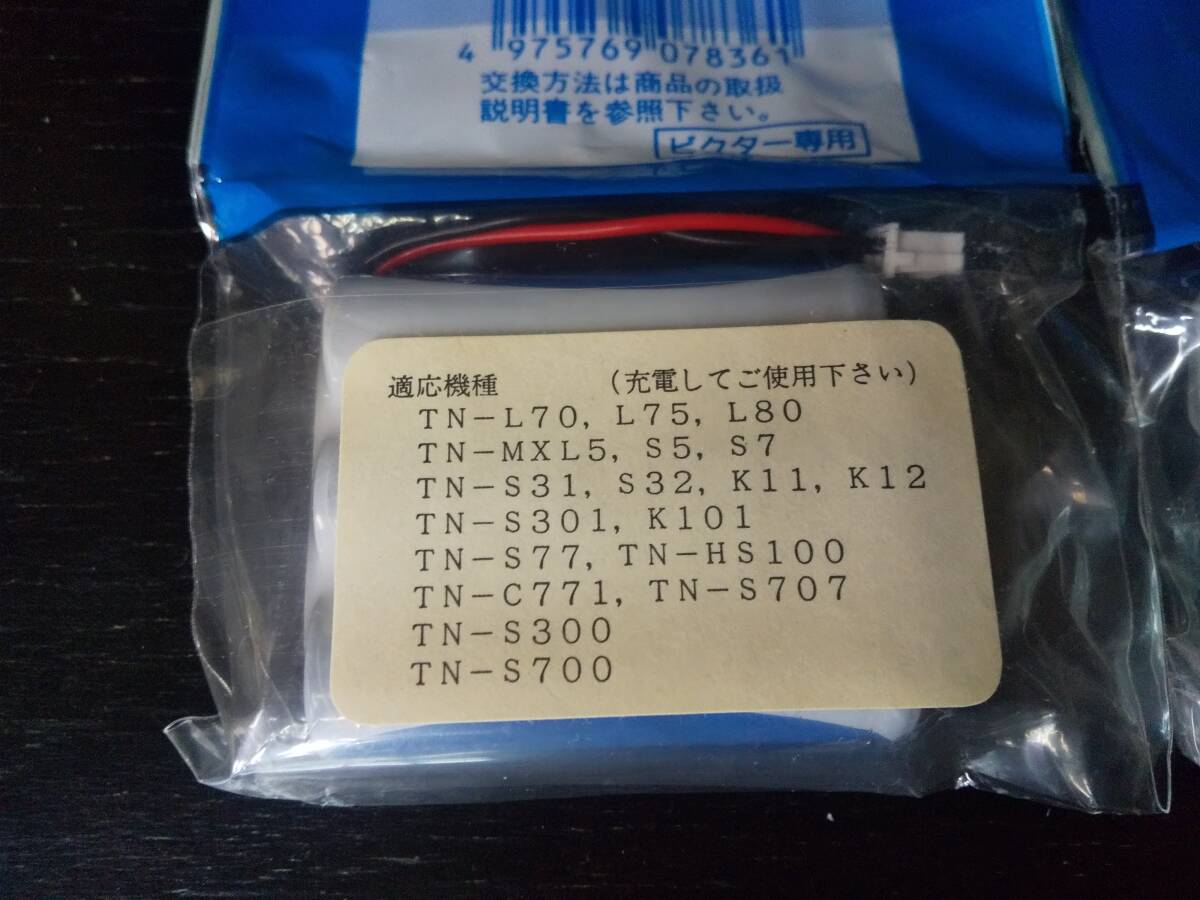 4 975769 078361
交換方法は商品の取扱
説明書を参照下さい。
ビクター専用
適応機種　　　（充電してご使用下さい）
TN－L70, L75, L80
TN－MXL5, S5, S7
TN－S31, S32, K11, K12
TN－S301, K101
TN－S77, TN－HS100
TN－C771, TN－S707
TN－S300
TN－S700